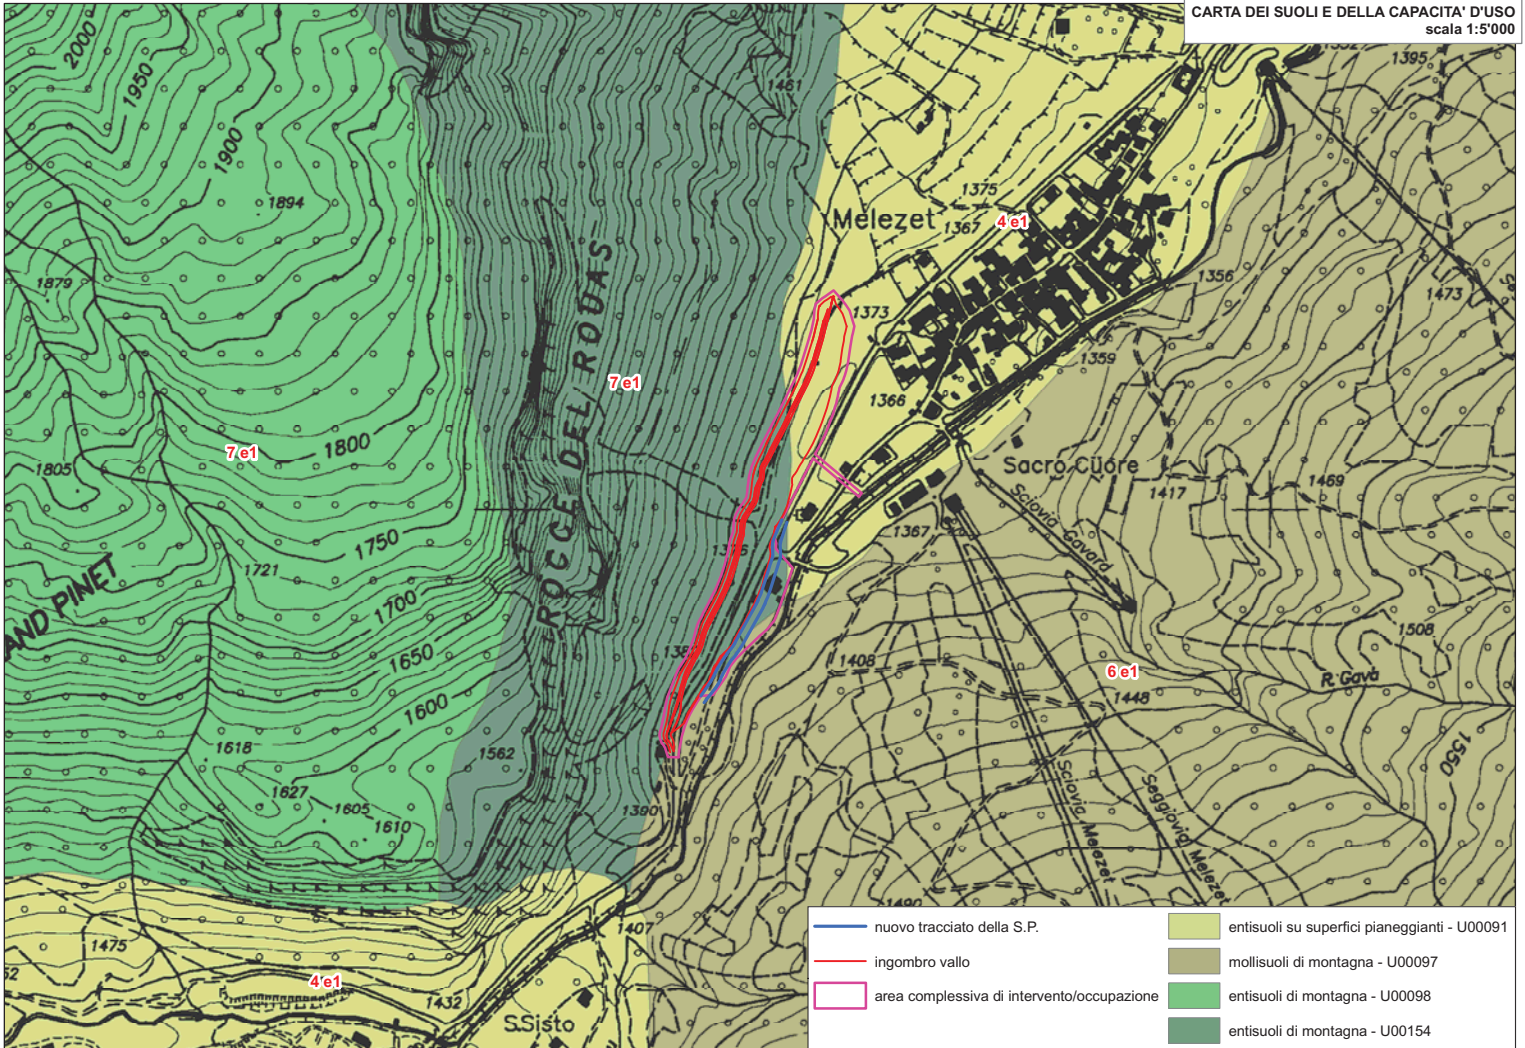 CARTA DEI SUOLI E DELLA CAPACITA' D'USO
scala 1:5'000
2000
1950
1900
1894
1461
1395
1375
Melezet
1367
4 e1
1879
1356
1473
1373
1359
ROCCE DEL ROUAS
7 e1
1366
7 e1
1800
1805
Sacro Cuore
1417
1469
Sciovia Gavard
1367
1750
1721
1700
1650
1508
1408
6 e1
R. Gavà
1448
1600
1618
1562
1550
1627
1605
1610
1390
Sciovia Melezet
Seggiovia Melezet
1490
1407
1475
4 e1
1432
S.Sisto
nuovo tracciato della S.P.
ingombro vallo
area complessiva di intervento/occupazione
entisuoli su superfici pianeggianti - U00091
mollisuoli di montagna - U00097
entisuoli di montagna - U00098
entisuoli di montagna - U00154